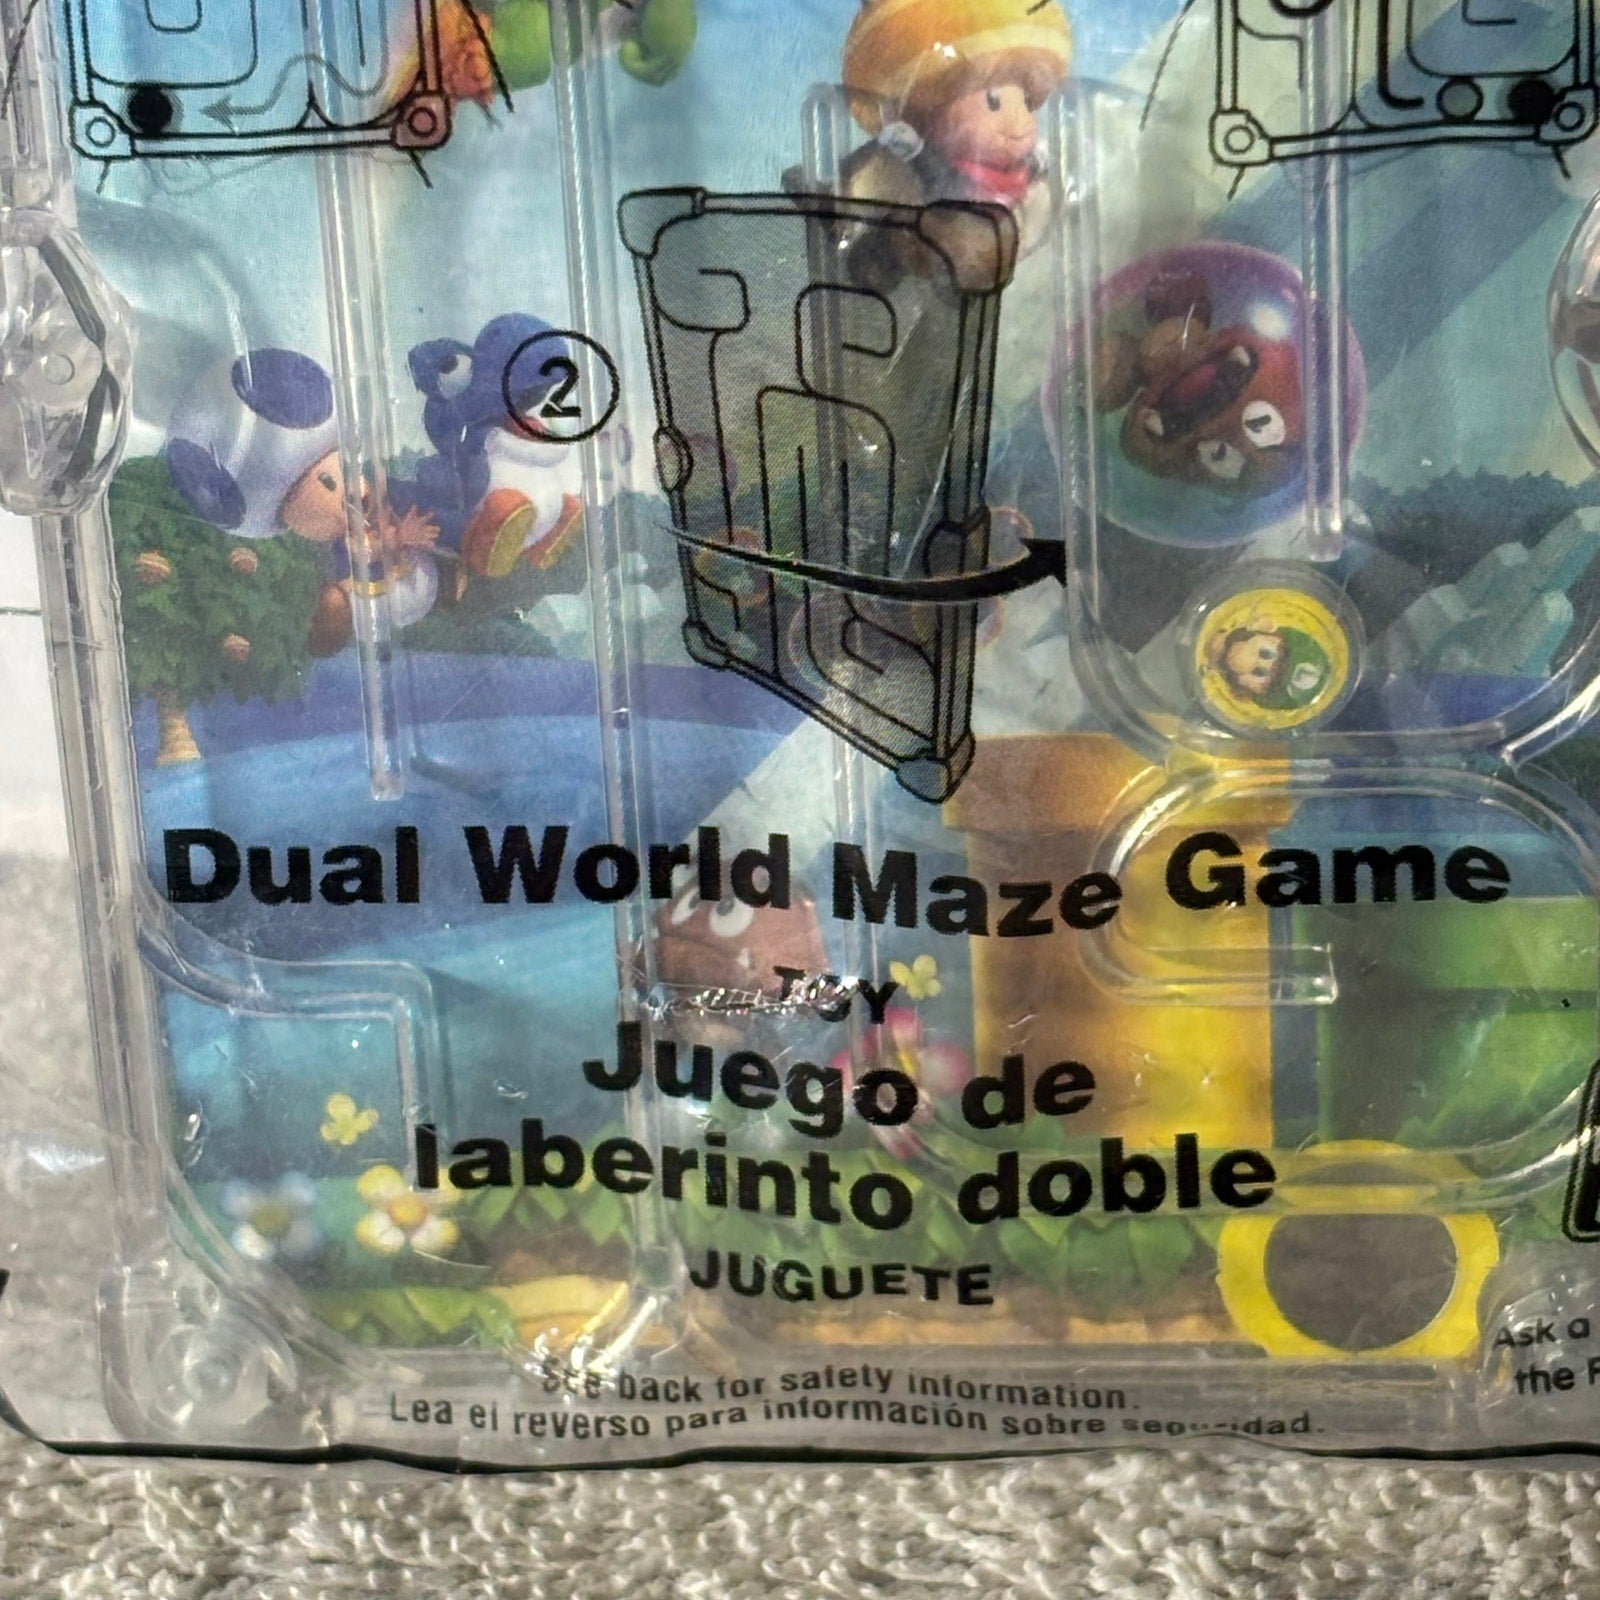 2
Dual World Maze Game
TOY
Juego de
laberinto doble
JUGUETE
See back for safety information.
Lea el reverso para información sobre seguridad.
Ask a
the